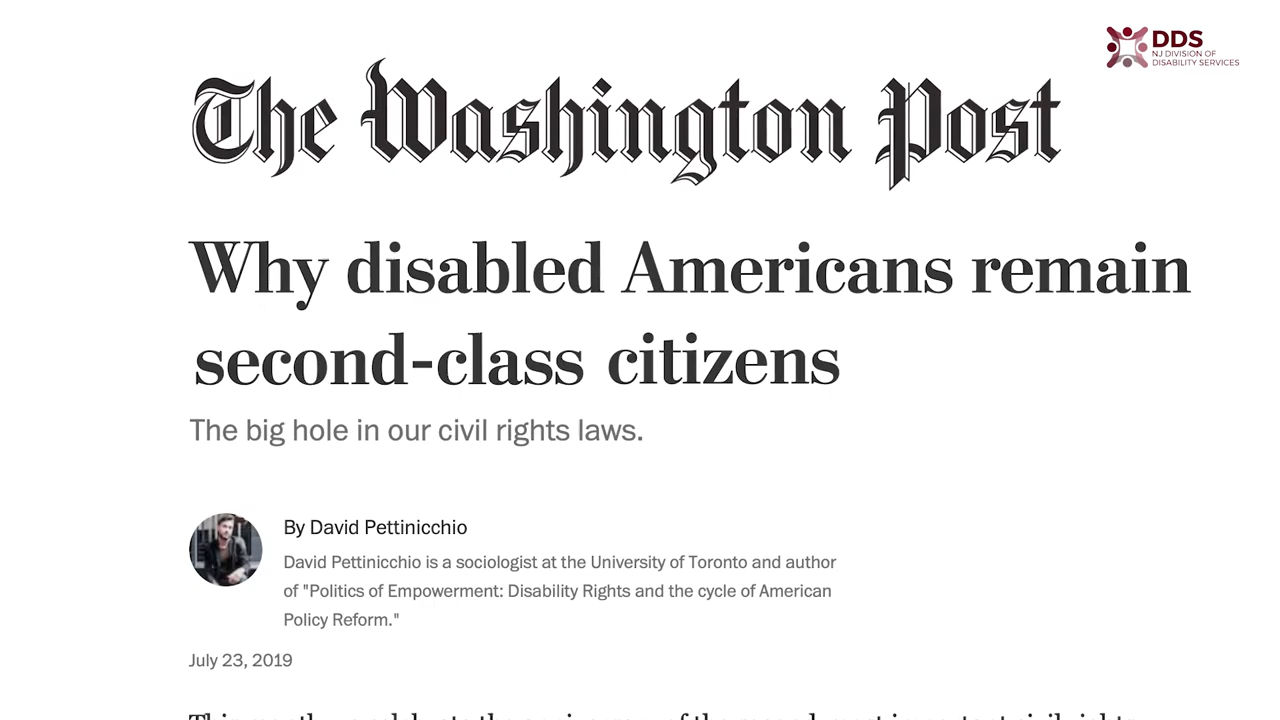 DDS
NJ DIVISION OF
DISABILITY SERVICES
The Washington Post
Why disabled Americans remain
second-class citizens
The big hole in our civil rights laws.
By David Pettinicchio
David Pettinicchio is a sociologist at the University of Toronto and author
of "Politics of Empowerment: Disability Rights and the cycle of American
Policy Reform."
July 23, 2019